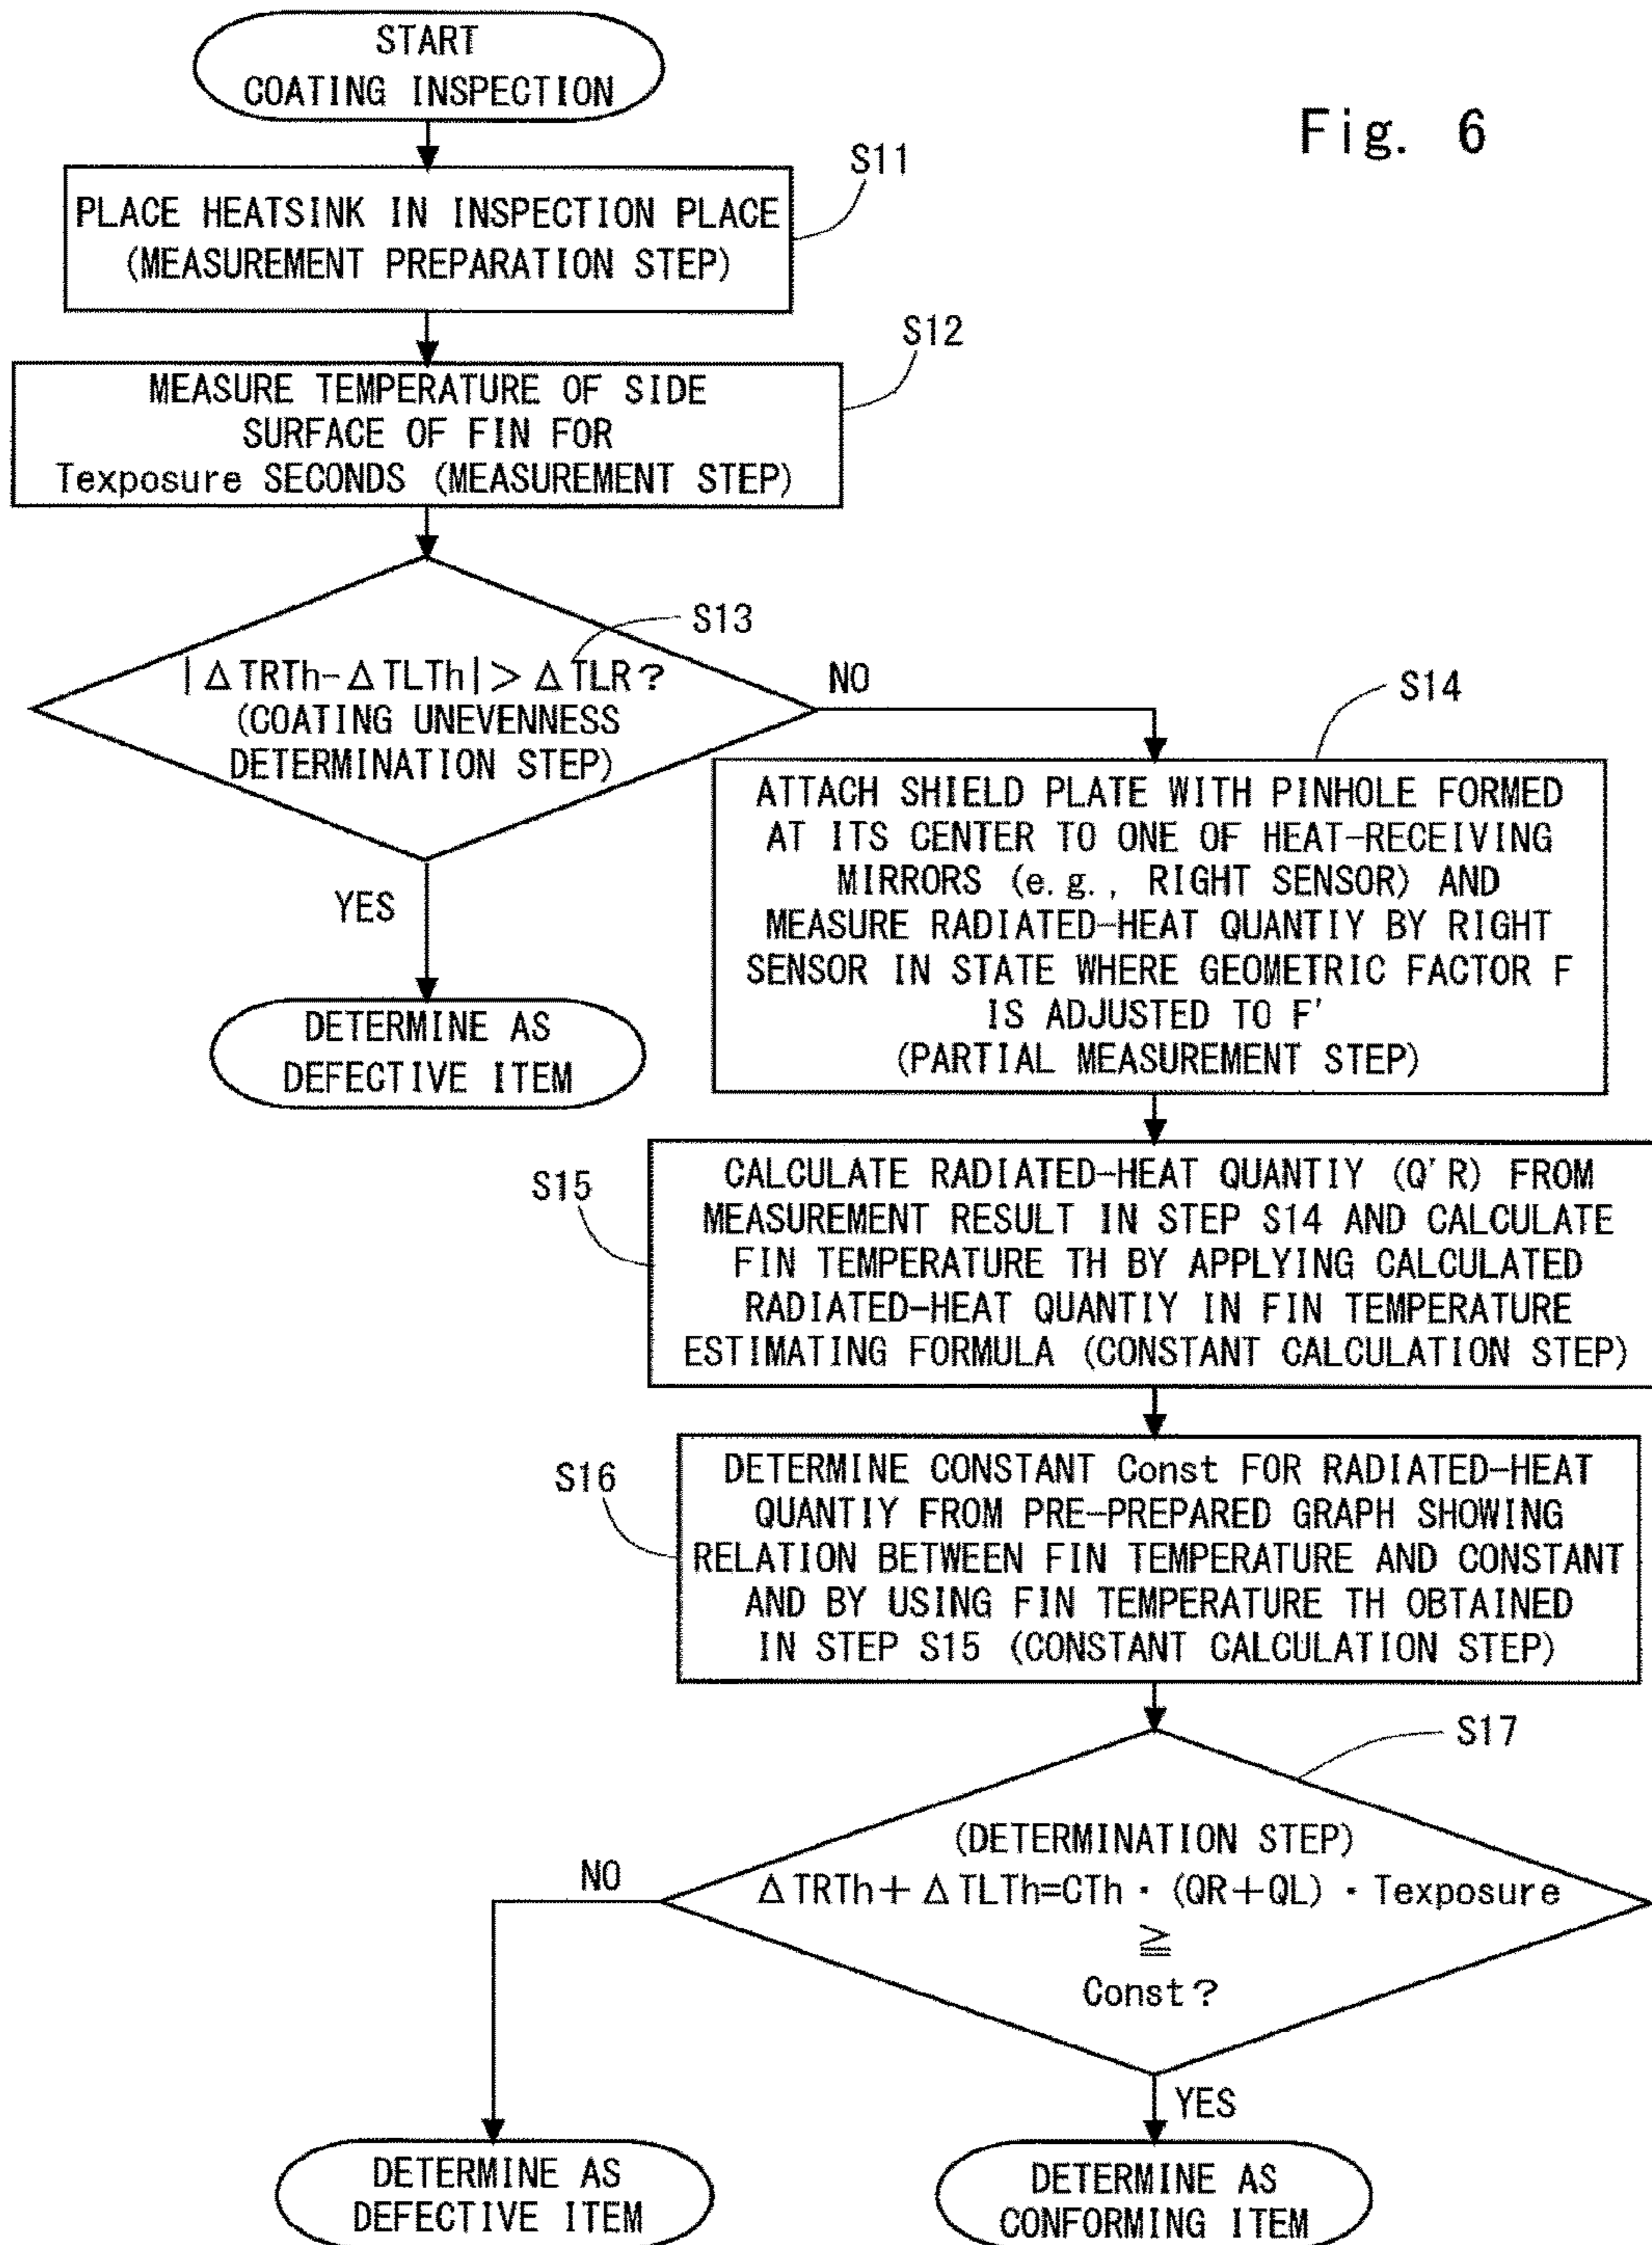 START
COATING INSPECTION
Fig. 6
S11
PLACE HEATSINK IN INSPECTION PLACE
(MEASUREMENT PREPARATION STEP)
S12
MEASURE TEMPERATURE OF SIDE
SURFACE OF FIN FOR
Texposure SECONDS (MEASUREMENT STEP)
S13
|ΔTRTh-ΔTLTh|>ΔTLR?
(COATING UNEVENNESS
DETERMINATION STEP)
NO
YES
DETERMINE AS
DEFECTIVE ITEM
S14
ATTACH SHIELD PLATE WITH PINHOLE FORMED
AT ITS CENTER TO ONE OF HEAT-RECEIVING
MIRRORS (e.g., RIGHT SENSOR) AND
MEASURE RADIATED-HEAT QUANTIY BY RIGHT
SENSOR IN STATE WHERE GEOMETRIC FACTOR F
IS ADJUSTED TO F'
(PARTIAL MEASUREMENT STEP)
S15
CALCULATE RADIATED-HEAT QUANTIY (Q'R) FROM
MEASUREMENT RESULT IN STEP S14 AND CALCULATE
FIN TEMPERATURE TH BY APPLYING CALCULATED
RADIATED-HEAT QUANTIY IN FIN TEMPERATURE
ESTIMATING FORMULA (CONSTANT CALCULATION STEP)
S16
DETERMINE CONSTANT Const FOR RADIATED-HEAT
QUANTIY FROM PRE-PREPARED GRAPH SHOWING
RELATION BETWEEN FIN TEMPERATURE AND CONSTANT
AND BY USING FIN TEMPERATURE TH OBTAINED
IN STEP S15 (CONSTANT CALCULATION STEP)
S17
(DETERMINATION STEP)
ΔTRTh+ΔTLTh=CTh・(QR+QL)・Texposure
≧
Const?
NO
YES
DETERMINE AS
DEFECTIVE ITEM
DETERMINE AS
CONFORMING ITEM